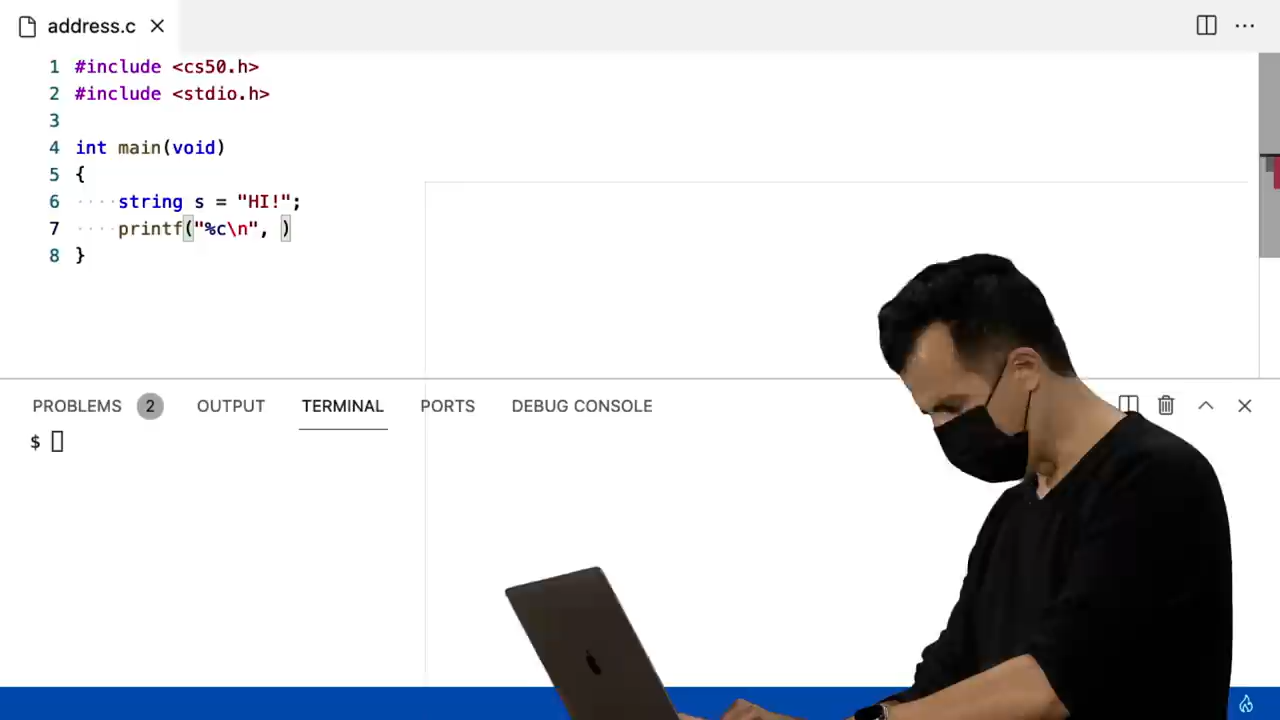 address.c
1 #include <cs50.h>
2 #include <stdio.h>
3
4 int main(void)
5 {
6 ····string s = "HI!";
7 ····printf("%c\n", )
8 }
PROBLEMS 2 OUTPUT TERMINAL PORTS DEBUG CONSOLE
$